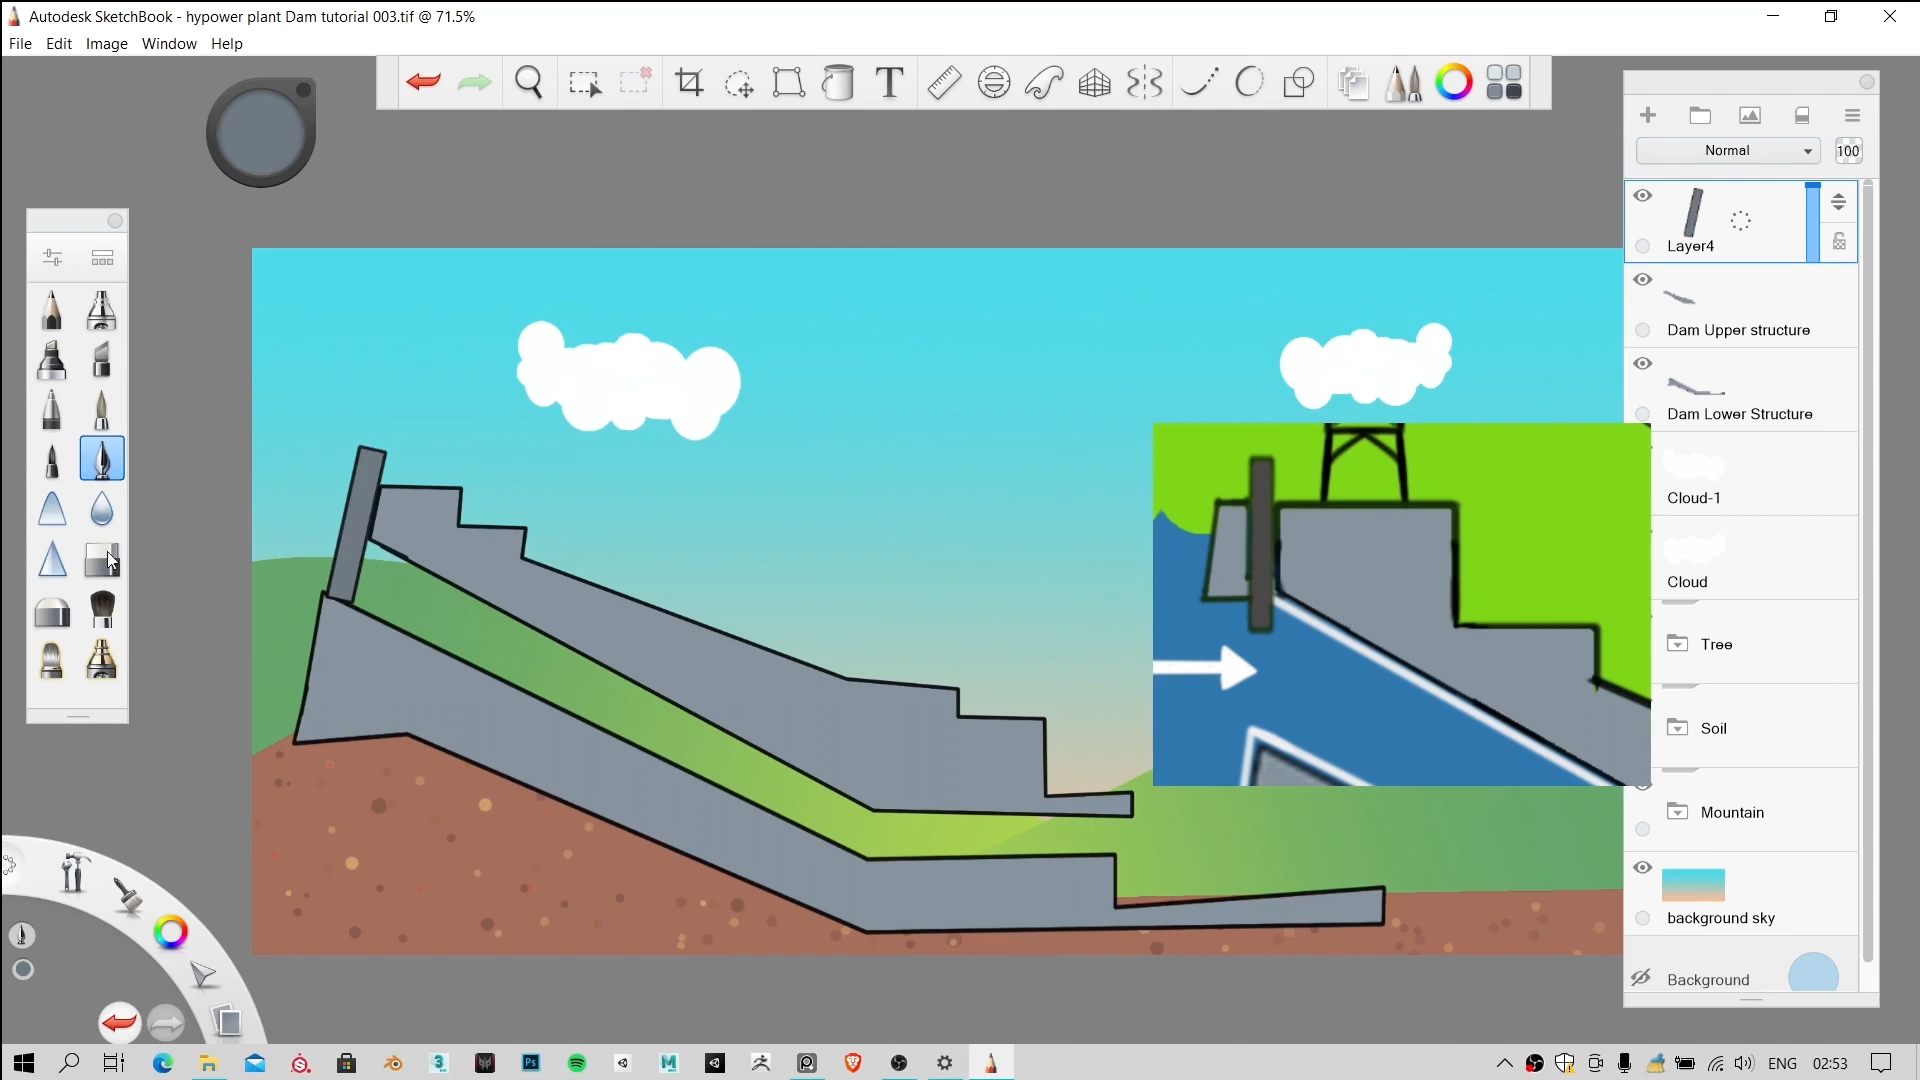 Autodesk SketchBook - hypower plant Dam tutorial 003.tif @ 71.5%
File Edit Image Window Help
T
Normal
100
Layer4
Dam Upper structure
Dam Lower Structure
Cloud-1
Cloud
Tree
Soil
Mountain
background sky
Background
Ps
ENG 02:53